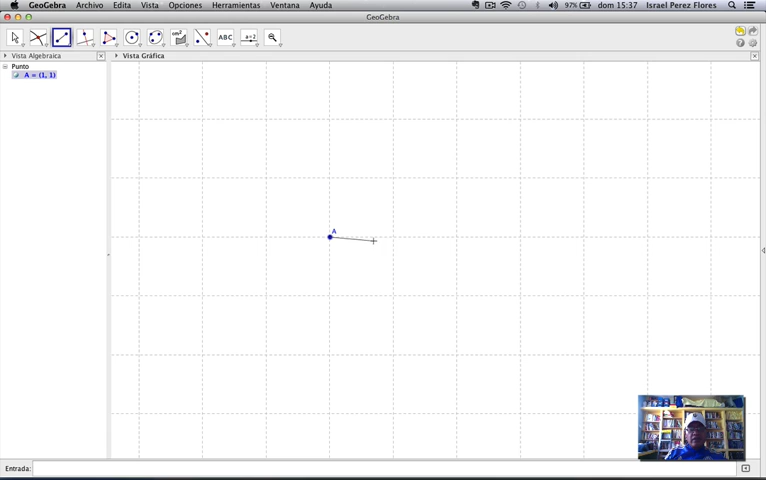 GeoGebra Archivo Edita Vista Opciones Herramientas Ventana Ayuda 97% dom 15:37 Israel Perez Flores
GeoGebra
ABC a=2
Vista Algebraica
Vista Gráfica
Punto
A = (1, 1)
A
Entrada: